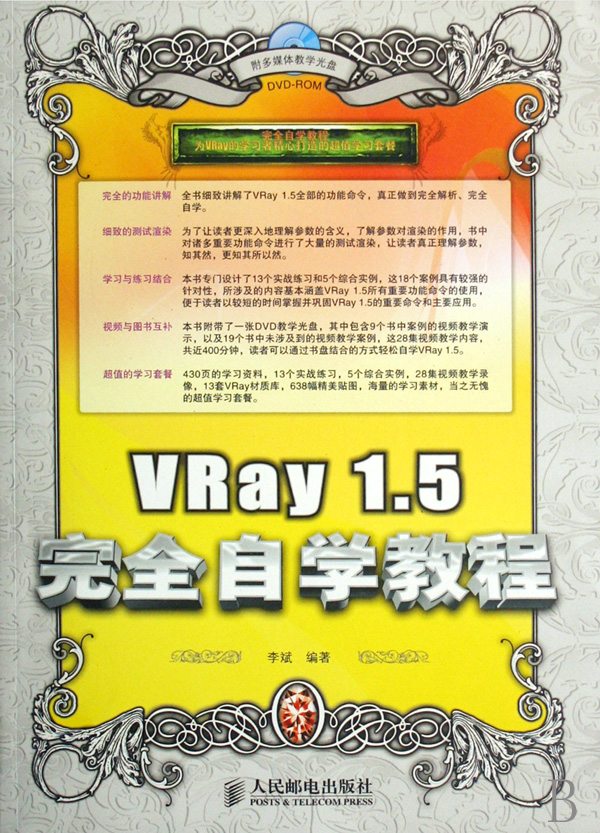 附多媒体教学光盘
DVD-ROM
完全自学教程
为VRay的学习者精心打造的超值学习套餐
完全的功能讲解 全书细致讲解了VRay 1.5全部的功能命令，真正做到完全解析、完全
自学。
细致的测试渲染 为了让读者更深入地理解参数的含义，了解参数对渲染的作用，书中
对诸多重要功能命令进行了大量的测试渲染，让读者真正理解参数，
知其然，更知其所以然。
学习与练习结合 本书专门设计了13个实战练习和5个综合实例，这18个案例具有较强的
针对性，所涉及的内容基本涵盖VRay 1.5所有重要功能命令的使用，
便于读者以较短的时间掌握并巩固VRay 1.5的重要命令和主要应用。
视频与图书互补 本书附带了一张DVD教学光盘，其中包含9个书中案例的视频教学演
示，以及19个书中未涉及到的视频教学案例，这28集视频教学内容，
共近400分钟，读者可以通过书盘结合的方式轻松自学VRay 1.5。
超值的学习套餐 430页的学习资料，13个实战练习，5个综合实例，28集视频教学录
像，13套VRay材质库，638幅精美贴图，海量的学习素材，当之无愧
的超值学习套餐。
VRay 1.5
完全自学教程
李斌 编著
人民邮电出版社
POSTS & TELECOM PRESS
B